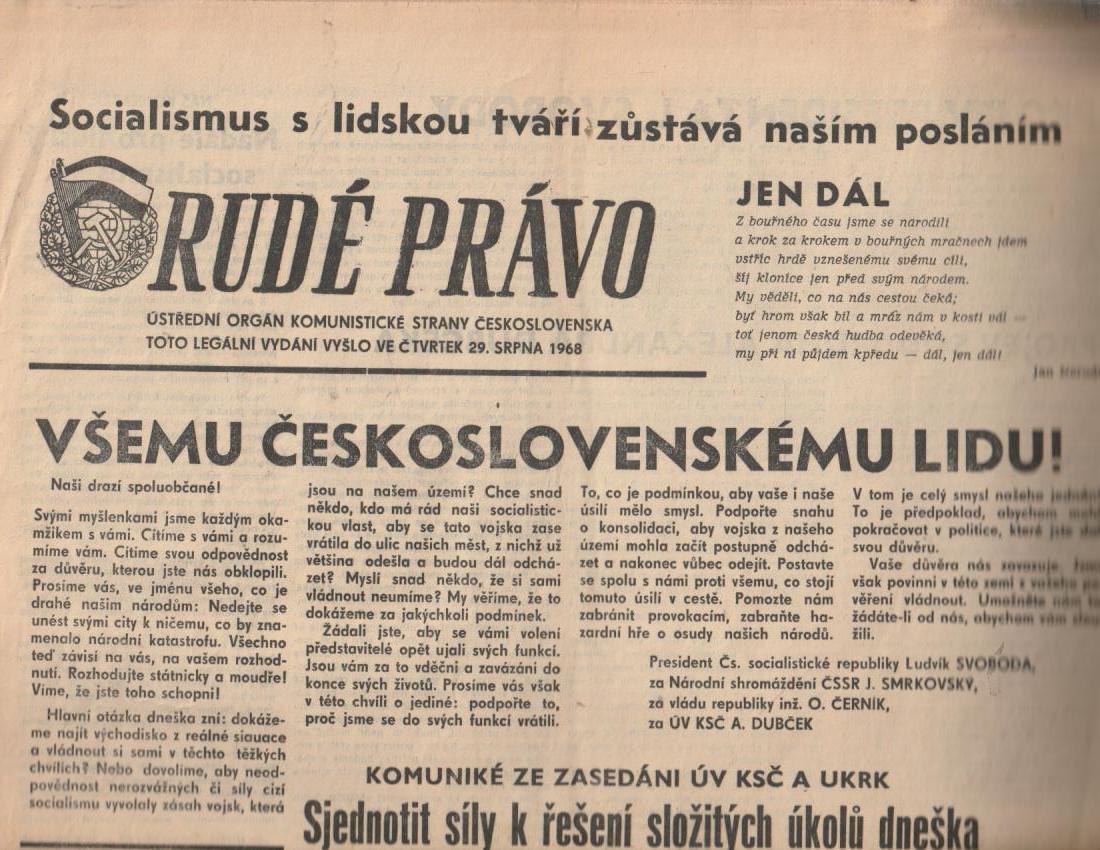 Socialismus s lidskou tváří zůstává naším posláním
RUDÉ PRÁVO
ÚSTŘEDNÍ ORGÁN KOMUNISTICKÉ STRANY ČESKOSLOVENSKA
TOTO LEGÁLNÍ VYDÁNÍ VYŠLO VE ČTVRTEK 29. SRPNA 1968
JEN DÁL
Z bouřného času jsme se narodili
a krok za krokem v bouřných mračnech jdem
vstříc hrdě vznešenému svému cíli,
šíj klonice jen před svým národem.
My věděli, co na nás cestou čeká;
byť hrom však bil a mráz nám v kosti vál —
toť jenom česká hudba odevěká,
my při ní půjdem kpředu — dál, jen dál!
Jan
VŠEMU ČESKOSLOVENSKÉMU LIDU!
Naši drazí spoluobčané!
Svými myšlenkami jsme každým oka-
mžikem s vámi. Cítíme s vámi a rozu-
míme vám. Cítíme svou odpovědnost
za důvěru, kterou jste nás obklopili.
Prosíme vás, ve jménu všeho, co je
drahé našim národům: Nedejte se
unést svými city k ničemu, co by zna-
menalo národní katastrofu. Všechno
teď závisí na vás, na vašem rozhod-
nutí. Rozhodujte státnicky a moudře!
Víme, že jste toho schopni!
Hlavní otázka dneška zní: dokáže-
me najít východisko z reálné siauace
a vládnout si sami v těchto těžkých
chvílích? Nebo dovolíme, aby neod-
povědnost nerozvážných či síly cizí
socialismu vyvolaly zásah vojsk, která
jsou na našem území? Chce snad
někdo, kdo má rád naši socialistic-
kou vlast, aby se tato vojska zase
vrátila do ulic našich měst, z nichž už
většina odešla a budou dál odchá-
zet? Myslí snad někdo, že si sami
vládnout neumíme? My věříme, že to
dokážeme za jakýchkoli podmínek.
Žádali jste, aby se vámi volení
představitelé opět ujali svých funkcí.
Jsou vám za to vděčni a zavázáni do
konce svých životů. Prosíme vás však
v této chvíli o jediné: podpořte to,
proč jsme se do svých funkcí vrátili.
To, co je podmínkou, aby vaše i naše
úsilí mělo smysl. Podpořte snahu
o konsolidaci, aby vojska z našeho
území mohla začít postupně odchá-
zet a nakonec vůbec odejít. Postavte
se spolu s námi proti všemu, co stojí
tomuto úsilí v cestě. Pomozte nám
zabránit provokacím, zabraňte ha-
zardní hře o osudy našich národů.
V tom je celý smysl našeho
To je předpoklad, abychom
pokračovat v politice, které jste
svou důvěru.
Vaše důvěra nás zavazuje.
však povinni v této zemi z vašeho
věření vládnout. Umožněte nám
žádáte-li od nás, abychom vám
žili.
President Čs. socialistické republiky Ludvík SVOBODA,
za Národní shromáždění ČSSR J. SMRKOVSKÝ,
za vládu republiky inž. O. ČERNÍK,
za ÚV KSČ A. DUBČEK
KOMUNIKÉ ZE ZASEDÁNI ÚV KSČ A UKRK
Sjednotit síly k řešení složitých úkolů dneška